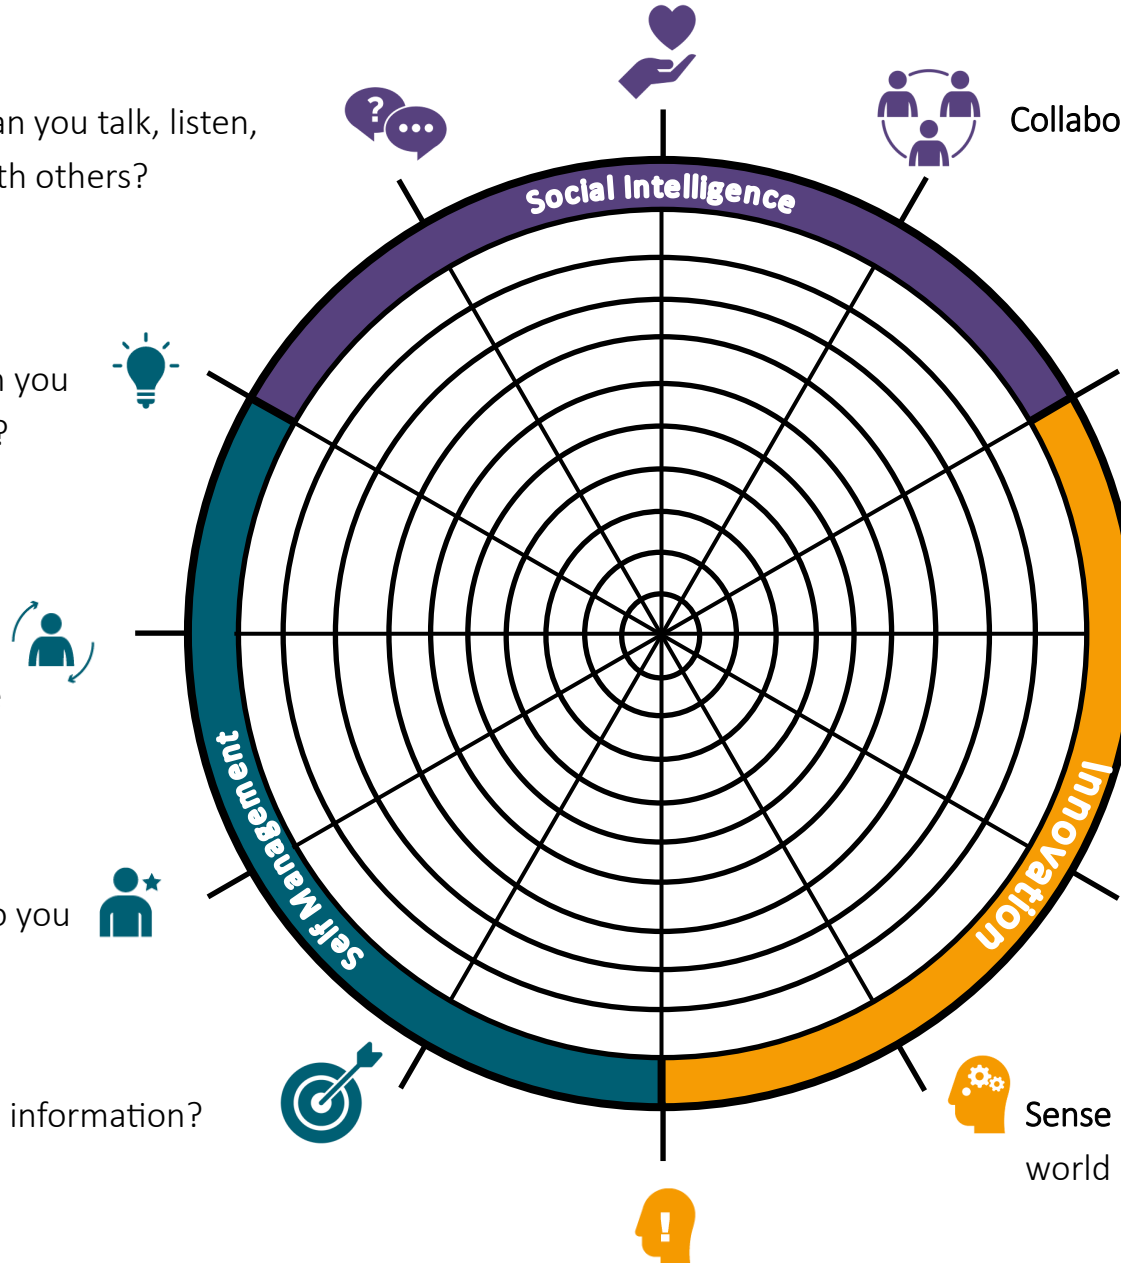 an you talk, listen,
th others?
Collabo
Social Intelligence
n you
?
Self Management
Innovation
o you
information?
Sense
world
?
!